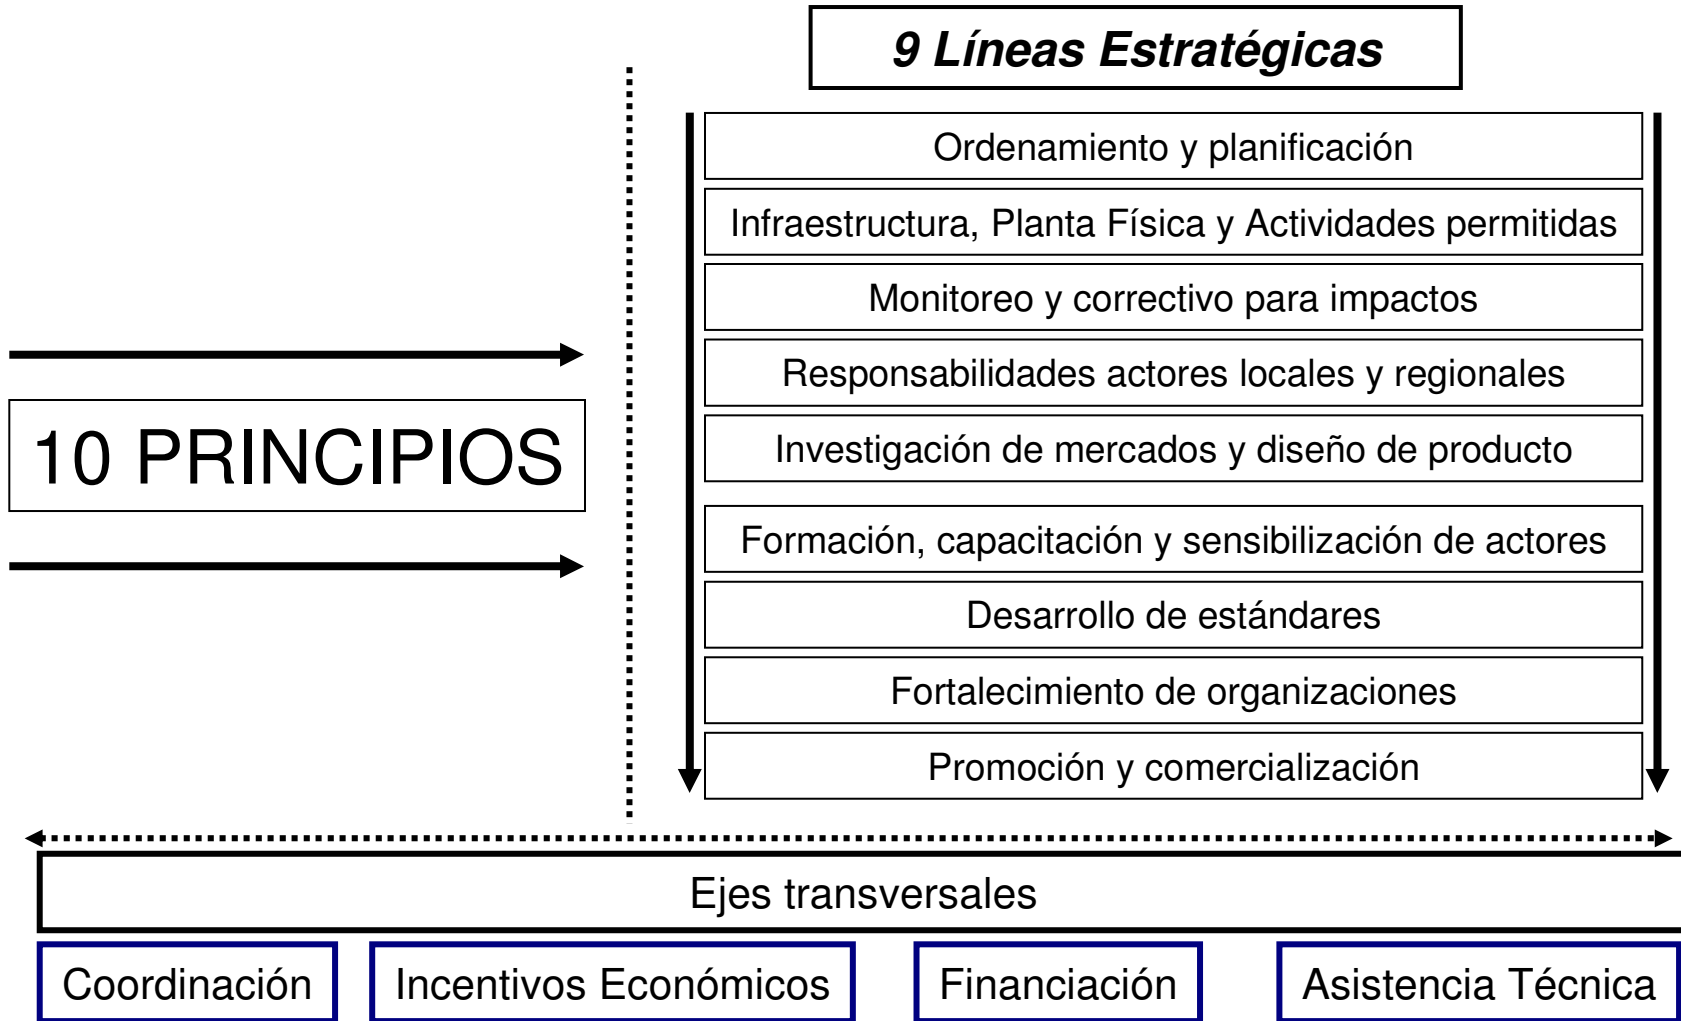 9 Líneas Estratégicas
Ordenamiento y planificación
Infraestructura, Planta Física y Actividades permitidas
Monitoreo y correctivo para impactos
Responsabilidades actores locales y regionales
10 PRINCIPIOS
Investigación de mercados y diseño de producto
Formación, capacitación y sensibilización de actores
Desarrollo de estándares
Fortalecimiento de organizaciones
Promoción y comercialización
Ejes transversales
Coordinación
Incentivos Económicos
Financiación
Asistencia Técnica